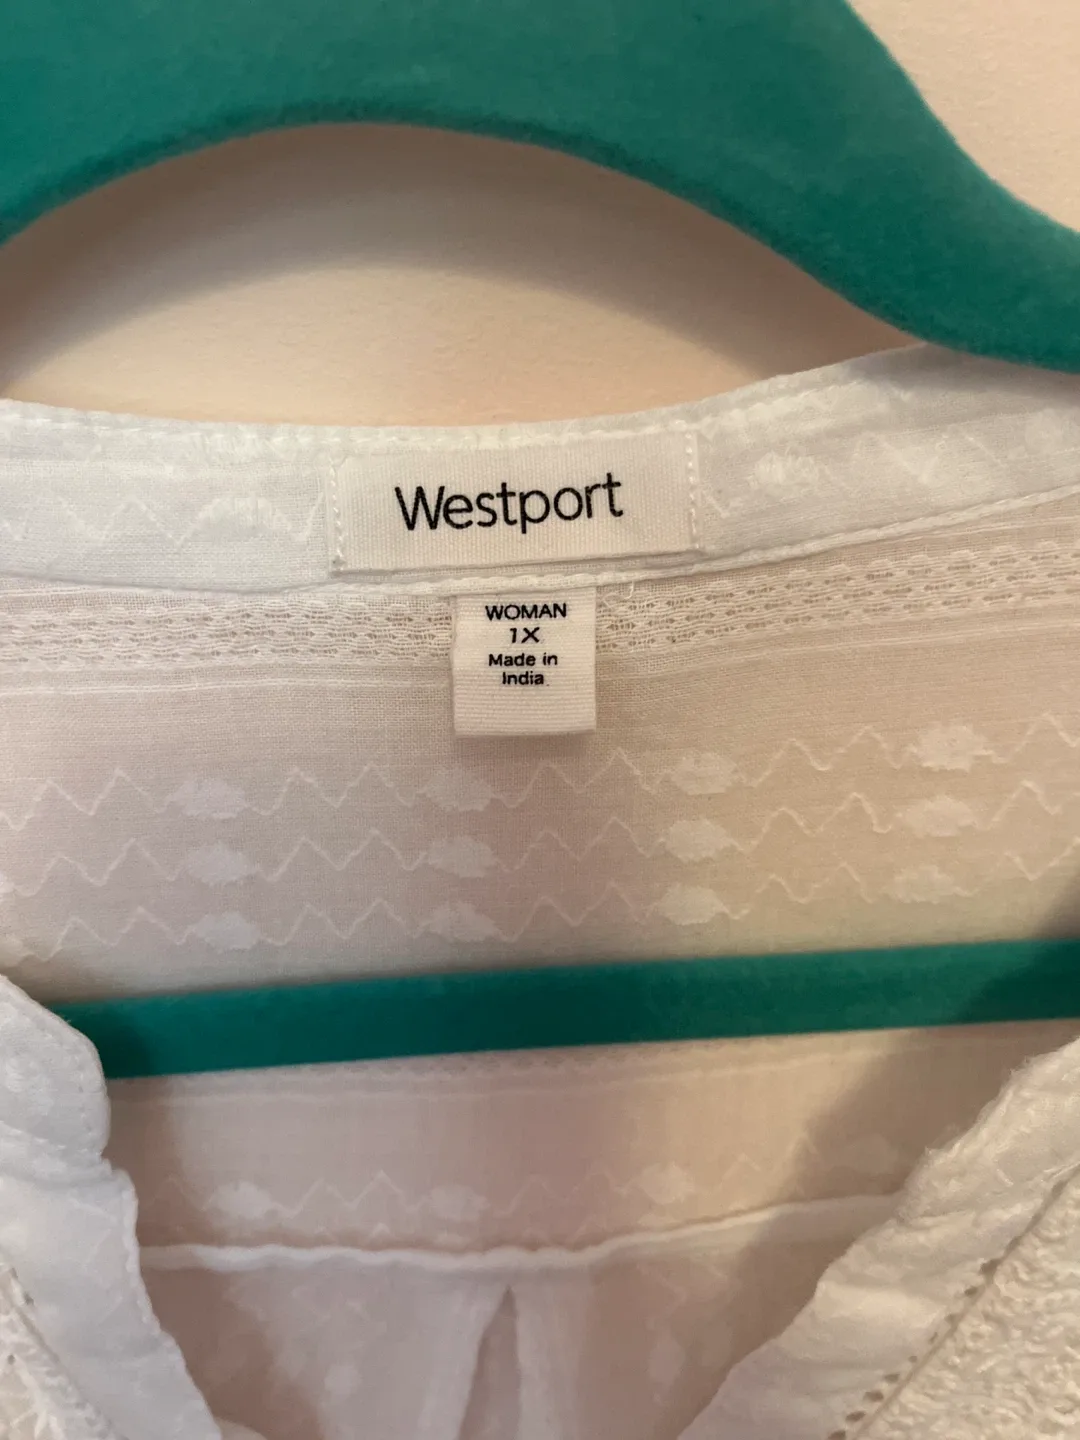 Westport
WOMAN
1X
Made in
India